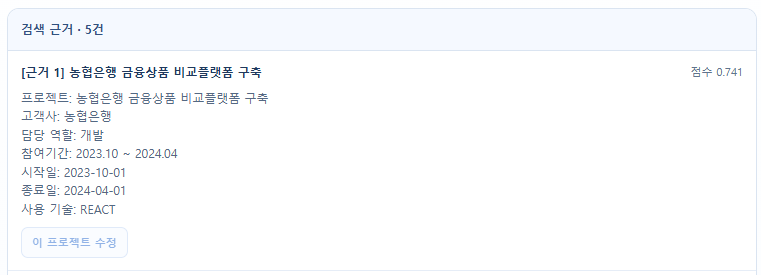 검색 근거 · 5건
[근거 1] 농협은행 금융상품 비교플랫폼 구축
점수 0.741
프로젝트: 농협은행 금융상품 비교플랫폼 구축
고객사: 농협은행
담당 역할: 개발
참여기간: 2023.10 ~ 2024.04
시작일: 2023-10-01
종료일: 2024-04-01
사용 기술: REACT
이 프로젝트 수정